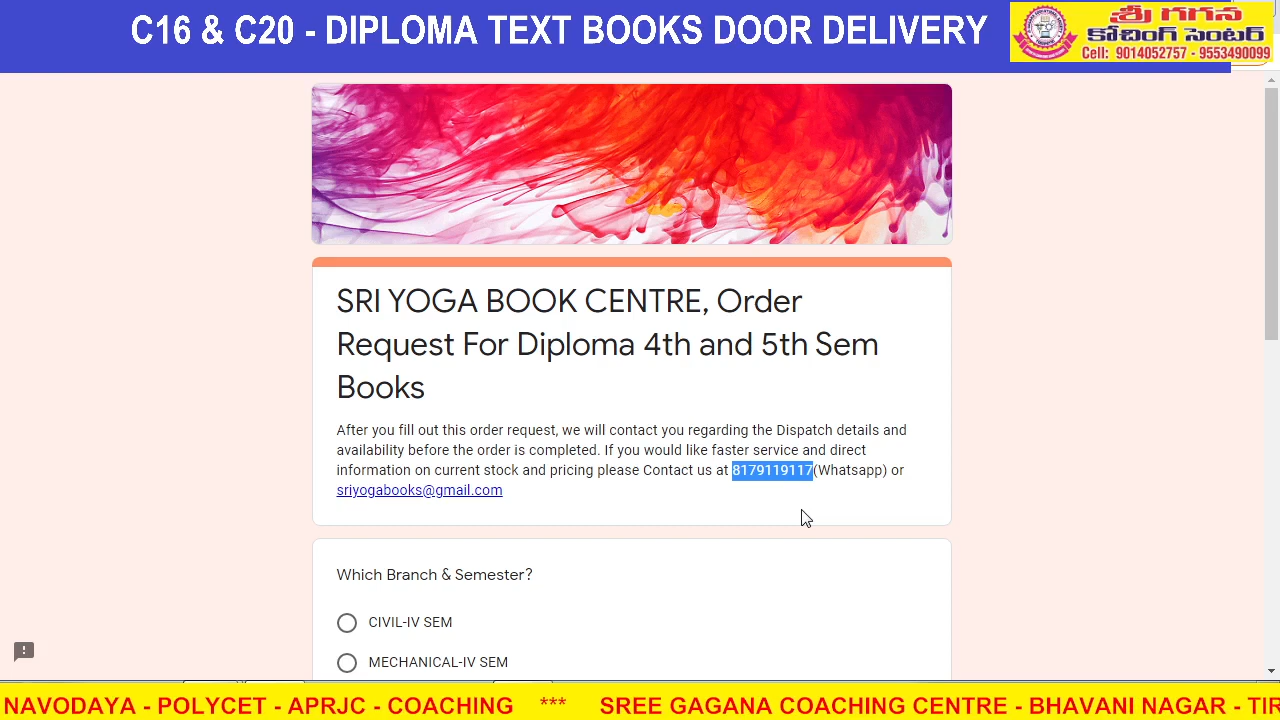 C16 & C20 - DIPLOMA TEXT BOOKS DOOR DELIVERY
శ్రీ గగన
కోచింగ్ సెంటర్
Cell: 9014052757 - 9553490099
SRI YOGA BOOK CENTRE, Order
Request For Diploma 4th and 5th Sem
Books
After you fill out this order request, we will contact you regarding the Dispatch details and
availability before the order is completed. If you would like faster service and direct
information on current stock and pricing please Contact us at 8179119117(Whatsapp) or
sriyogabooks@gmail.com
Which Branch & Semester?
CIVIL-IV SEM
MECHANICAL-IV SEM
NAVODAYA - POLYCET - APRJC - COACHING *** SREE GAGANA COACHING CENTRE - BHAVANI NAGAR - TIR